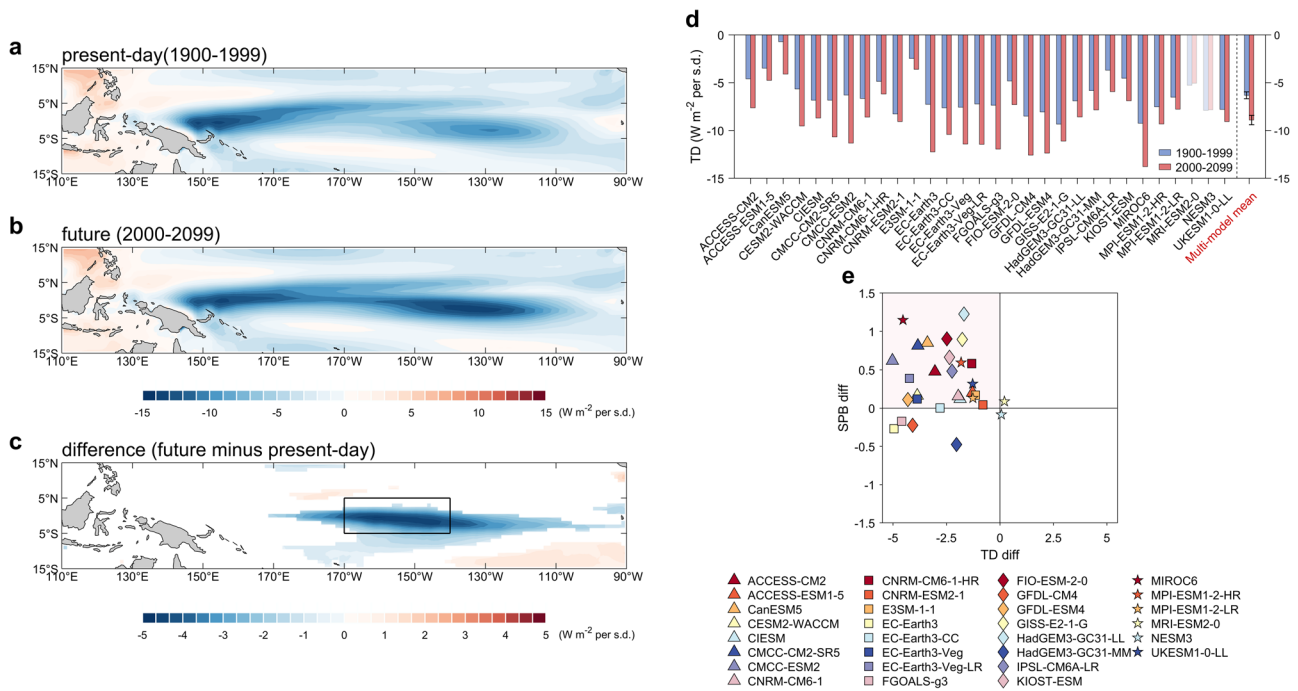 a
present-day(1900-1999)
15°N
5°N
5°S
15°S
110°E 130°E 150°E 170°E 170°W 150°W 130°W 110°W 90°W
b
future (2000-2099)
15°N
5°N
5°S
15°S
110°E 130°E 150°E 170°E 170°W 150°W 130°W 110°W 90°W
-15 -10 -5 0 5 10 15 (W m-2 per s.d.)
c
difference (future minus present-day)
15°N
5°N
5°S
15°S
110°E 130°E 150°E 170°E 170°W 150°W 130°W 110°W 90°W
-5 -4 -3 -2 -1 0 1 2 3 4 5 (W m-2 per s.d.)
d
TD (W m-2 per s.d.)
0 0
-5 -5
-10 -10
-15 -15
1900-1999
2000-2099
ACCESS-CM2
ACCESS-ESM1-5
CanESM5
CESM2-WACCM
CIESM
CMCC-CM2-SR5
CMCC-ESM2
CNRM-CM6-1
CNRM-CM6-1-HR
CNRM-ESM2-1
E3SM-1-1
EC-Earth3
EC-Earth3-CC
EC-Earth3-Veg
EC-Earth3-Veg-LR
FGOALS-g3
FIO-ESM-2-0
GFDL-CM4
GFDL-ESM4
GISS-E2-1-G
HadGEM3-GC31-LL
HadGEM3-GC31-MM
IPSL-CM6A-LR
KIOST-ESM
MIROC6
MPI-ESM1-2-HR
MPI-ESM1-2-LR
MRI-ESM2-0
NESM3
UKESM1-0-LL
Multi-model mean
e
SPB diff
1.5
1
0.5
0
-0.5
-1
-1.5
-5 -2.5 0 2.5 5
TD diff
ACCESS-CM2
ACCESS-ESM1-5
CanESM5
CESM2-WACCM
CIESM
CMCC-CM2-SR5
CMCC-ESM2
CNRM-CM6-1
CNRM-CM6-1-HR
CNRM-ESM2-1
E3SM-1-1
EC-Earth3
EC-Earth3-CC
EC-Earth3-Veg
EC-Earth3-Veg-LR
FGOALS-g3
FIO-ESM-2-0
GFDL-CM4
GFDL-ESM4
GISS-E2-1-G
HadGEM3-GC31-LL
HadGEM3-GC31-MM
IPSL-CM6A-LR
KIOST-ESM
MIROC6
MPI-ESM1-2-HR
MPI-ESM1-2-LR
MRI-ESM2-0
NESM3
UKESM1-0-LL